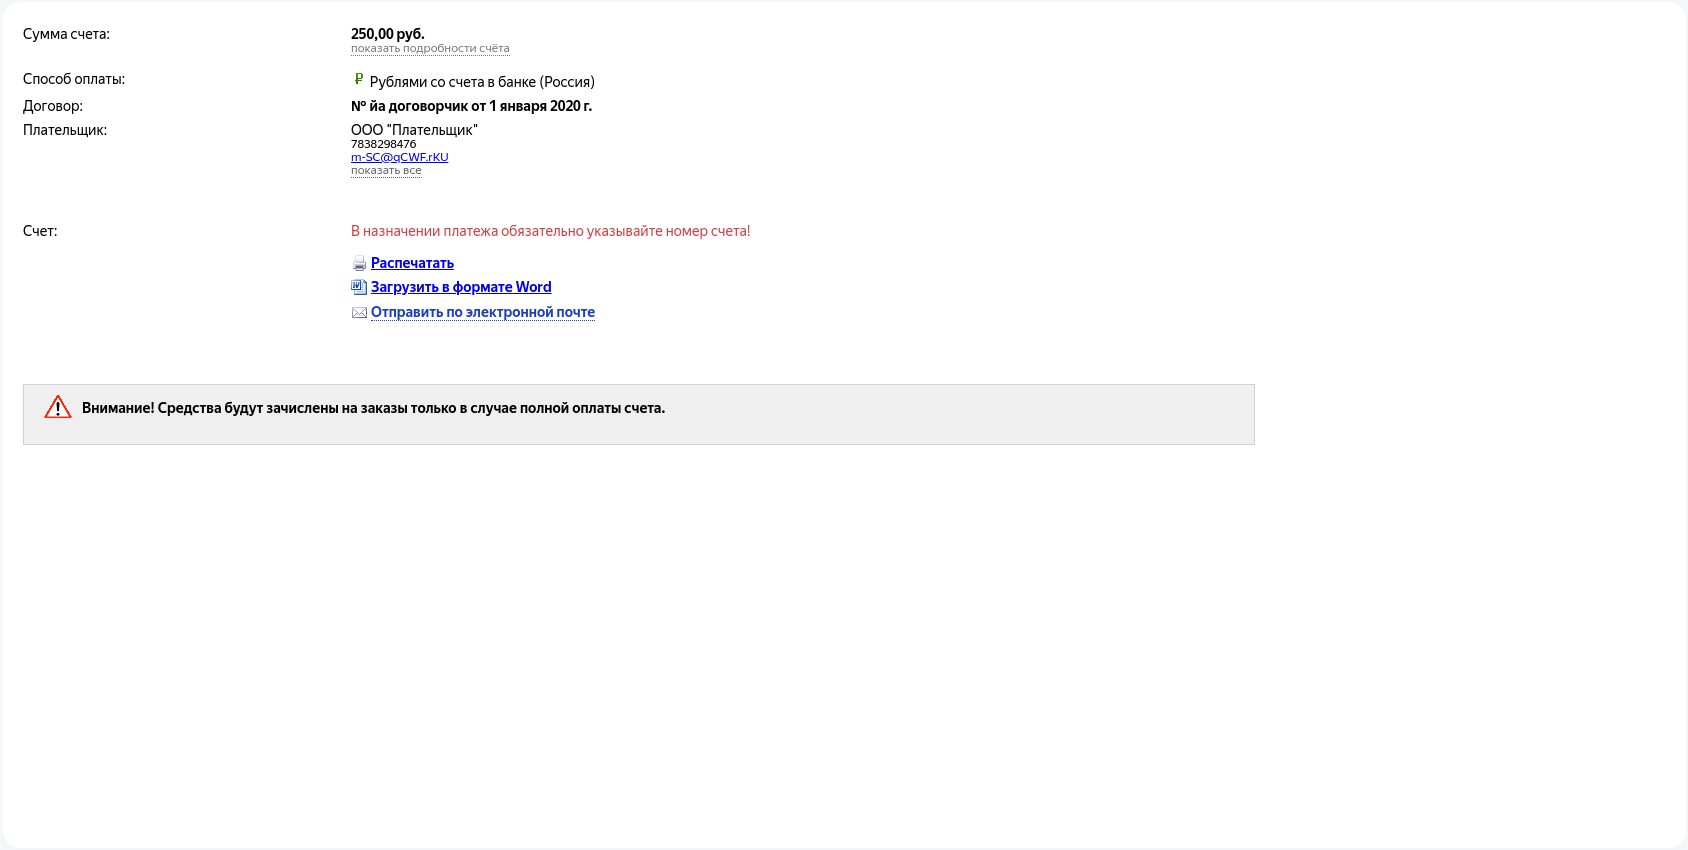 Сумма счета:
250,00 руб.
показать подробности счёта
Способ оплаты:
₽ Рублями со счета в банке (Россия)
Договор:
№ йа договорчик от 1 января 2020 г.
Плательщик:
ООО "Плательщик"
7838298476
m-SC@qCWF.rKU
показать все
Счет:
В назначении платежа обязательно указывайте номер счета!
Распечатать
Загрузить в формате Word
Отправить по электронной почте
Внимание! Средства будут зачислены на заказы только в случае полной оплаты счета.